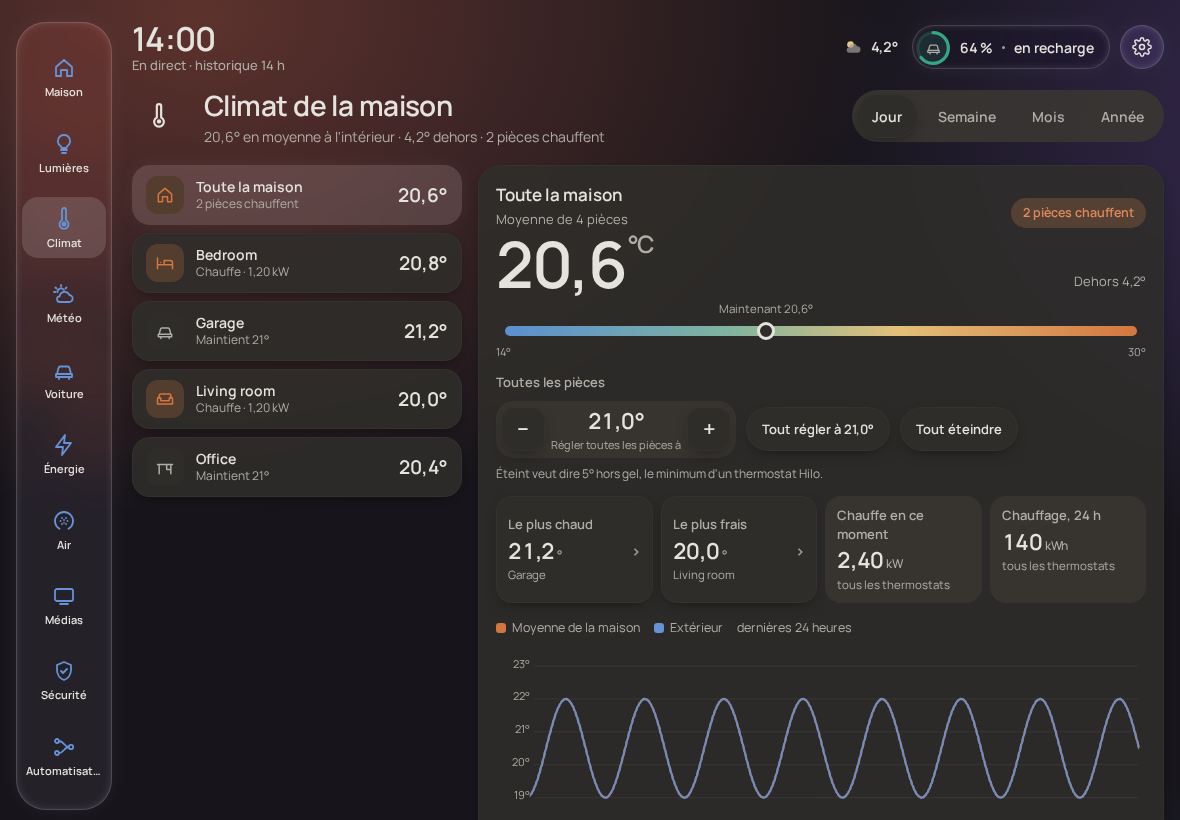 14:00
En direct · historique 14 h
4,2°
64 % · en recharge
Climat de la maison
20,6° en moyenne à l'intérieur · 4,2° dehors · 2 pièces chauffent
Jour
Semaine
Mois
Année
Maison
Lumières
Climat
Météo
Voiture
Énergie
Air
Médias
Sécurité
Automatisat…
Toute la maison
2 pièces chauffent
20,6°
Bedroom
Chauffe · 1,20 kW
20,8°
Garage
Maintient 21°
21,2°
Living room
Chauffe · 1,20 kW
20,0°
Office
Maintient 21°
20,4°
Toute la maison
Moyenne de 4 pièces
2 pièces chauffent
20,6 °C
Dehors 4,2°
Maintenant 20,6°
14°
30°
Toutes les pièces
−
21,0°
Régler toutes les pièces à
+
Tout régler à 21,0°
Tout éteindre
Éteint veut dire 5° hors gel, le minimum d'un thermostat Hilo.
Le plus chaud
21,2 °
Garage
Le plus frais
20,0 °
Living room
Chauffe en ce
moment
2,40 kW
tous les thermostats
Chauffage, 24 h
140 kWh
tous les thermostats
Moyenne de la maison
Extérieur
dernières 24 heures
23°
22°
21°
20°
19°